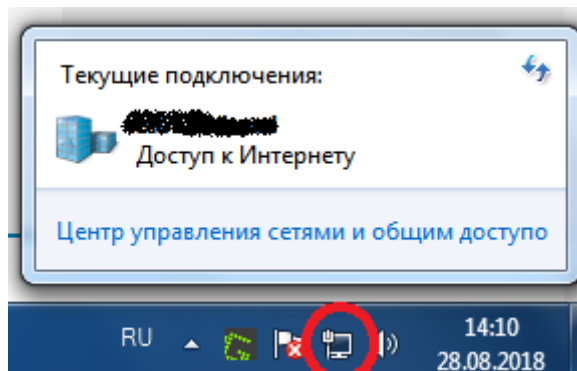 Текущие подключения:
Доступ к Интернету
Центр управления сетями и общим доступо
RU
14:10
28.08.2018